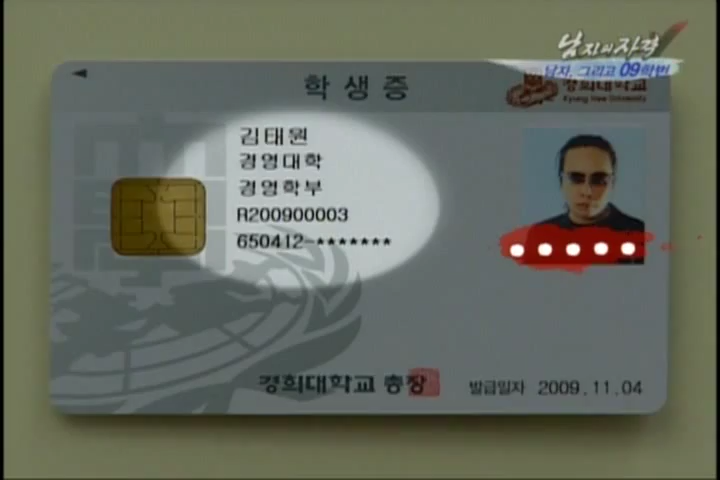 남자의자격
남자, 그리고 09학번
학생증
경희대학교
Kyung Hee University
김태원
경영대학
경영학부
R200900003
650412-*******
경희대학교 총장
발급일자 2009.11.04